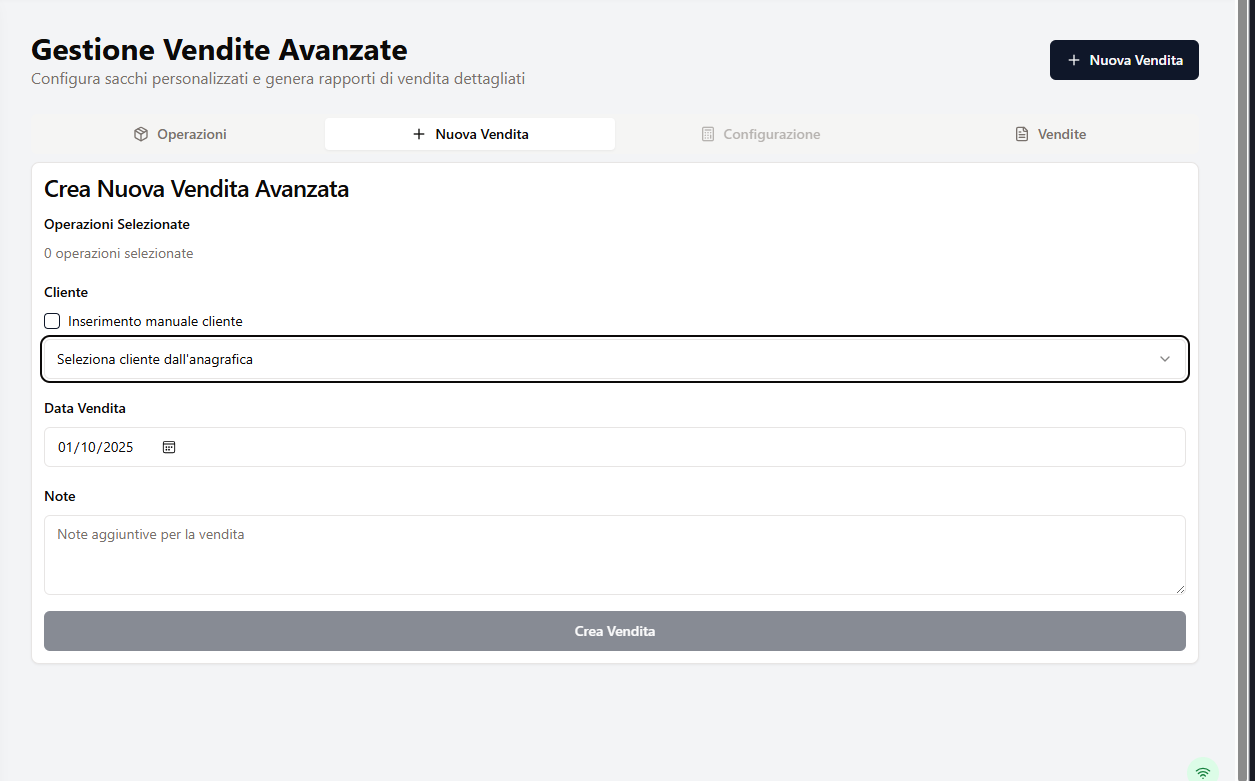 Gestione Vendite Avanzate
Configura sacchi personalizzati e genera rapporti di vendita dettagliati
Nuova Vendita
Operazioni
Nuova Vendita
Configurazione
Vendite
Crea Nuova Vendita Avanzata
Operazioni Selezionate
0 operazioni selezionate
Cliente
Inserimento manuale cliente
Seleziona cliente dall'anagrafica
Data Vendita
01/10/2025
Note
Note aggiuntive per la vendita
Crea Vendita